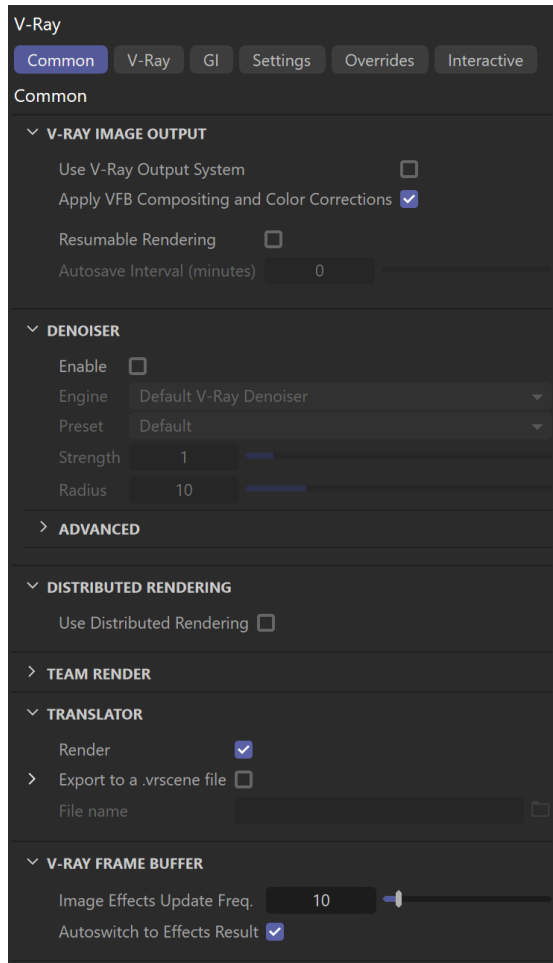 V-Ray
Common V-Ray GI Settings Overrides Interactive
Common
V-RAY IMAGE OUTPUT
Use V-Ray Output System
Apply VFB Compositing and Color Corrections
Resumable Rendering
Autosave Interval (minutes) 0
DENOISER
Enable
Engine Default V-Ray Denoiser
Preset Default
Strength 1
Radius 10
ADVANCED
DISTRIBUTED RENDERING
Use Distributed Rendering
TEAM RENDER
TRANSLATOR
Render
Export to a .vrscene file
File name
V-RAY FRAME BUFFER
Image Effects Update Freq. 10
Autoswitch to Effects Result